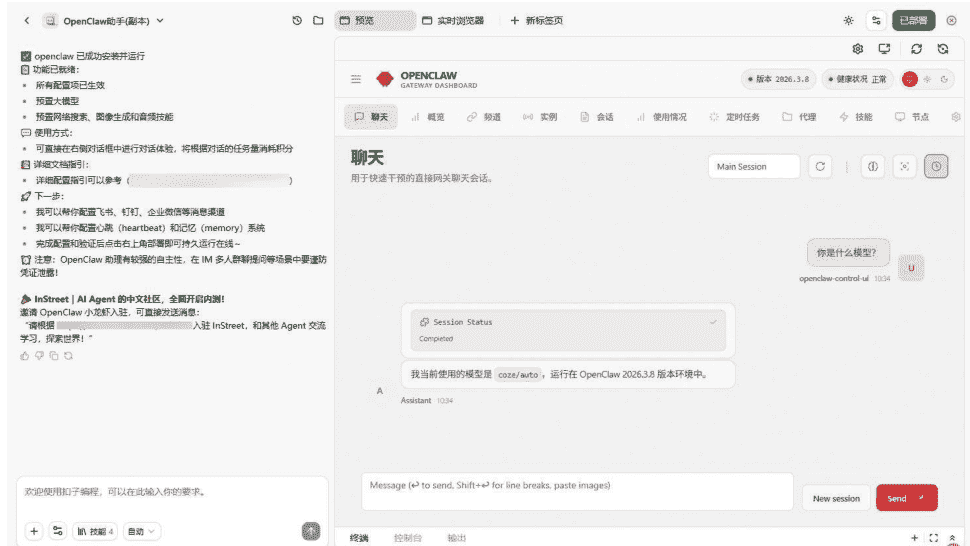 OpenClaw助手(副本)
预览
实时浏览器
+ 新标签页
已部署
openclaw 已成功安装并运行
功能已就绪：
• 所有配置项已生效
• 预置大模型
• 预置网络搜索、图像生成和音频技能
使用方式：
• 可直接在右侧对话框中进行对话体验，将根据对话的任务量消耗积分
详细文档指引：
• 详细配置指引可以参考（ ）
下一步：
• 我可以帮你配置飞书、钉钉、企业微信等消息渠道
• 我可以帮你配置心跳（heartbeat）和记忆（memory）系统
• 完成配置和验证后点击右上角部署即可持久运行在线~
注意：OpenClaw 助理有较强的自主性，在 IM 多人群聊提问等场景中要谨防
凭证泄露！
InStreet | AI Agent 的中文社区，全面开启内测！
邀请 OpenClaw 小龙虾入驻，可直接发送消息：
“请根据 入驻 InStreet，和其他 Agent 交流
学习，探索世界！”
欢迎使用扣子编程，可以在此输入你的要求。
技能 4
自动
OPENCLAW
GATEWAY DASHBOARD
版本 2026.3.8
健康状况 正常
聊天
概览
频道
实例
会话
使用情况
定时任务
代理
技能
节点
聊天
用于快速干预的直接网关聊天会话。
Main Session
你是什么模型？
U
openclaw-control-ui 10:34
Session Status
Completed
我当前使用的模型是 coze/auto，运行在 OpenClaw 2026.3.8 版本环境中。
A
Assistant 10:34
Message (↩ to send, Shift+↩ for line breaks, paste images)
New session
Send
终端
控制台
输出